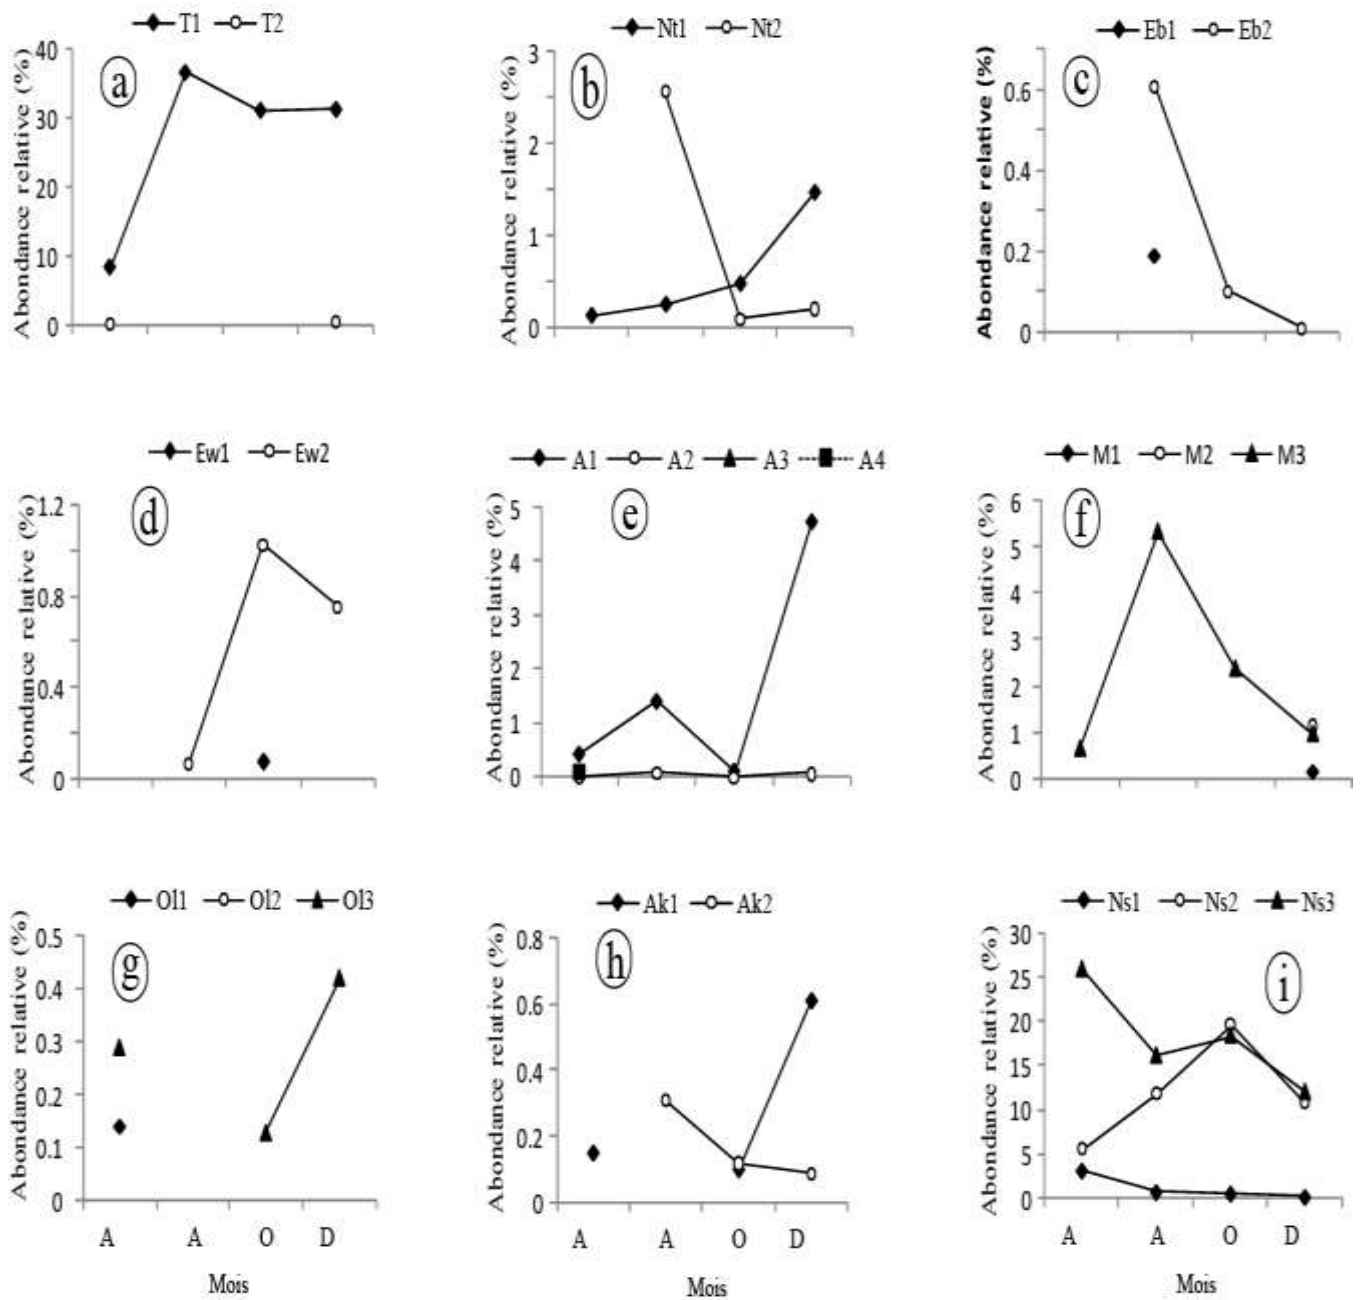 T1 T2
a
Abondance relative (%)
40
30
20
10
0
Nt1 Nt2
b
Abondance relative (%)
3
2
1
0
Eb1 Eb2
c
Abondance relative (%)
0.6
0.4
0.2
0
Ew1 Ew2
d
Abondance relative (%)
1.2
0.8
0.4
0
A1 A2 A3 A4
e
Abondance relative (%)
5
4
3
2
1
0
M1 M2 M3
f
Abondance relative (%)
6
5
4
3
2
1
0
Ol1 Ol2 Ol3
g
Abondance relative (%)
0.5
0.4
0.3
0.2
0.1
0
A A O D
Mois
Ak1 Ak2
h
Abondance relative (%)
0.8
0.6
0.4
0.2
0
A A O D
Mois
Ns1 Ns2 Ns3
i
Abondance relative (%)
30
25
20
15
10
5
0
A A O D
Mois